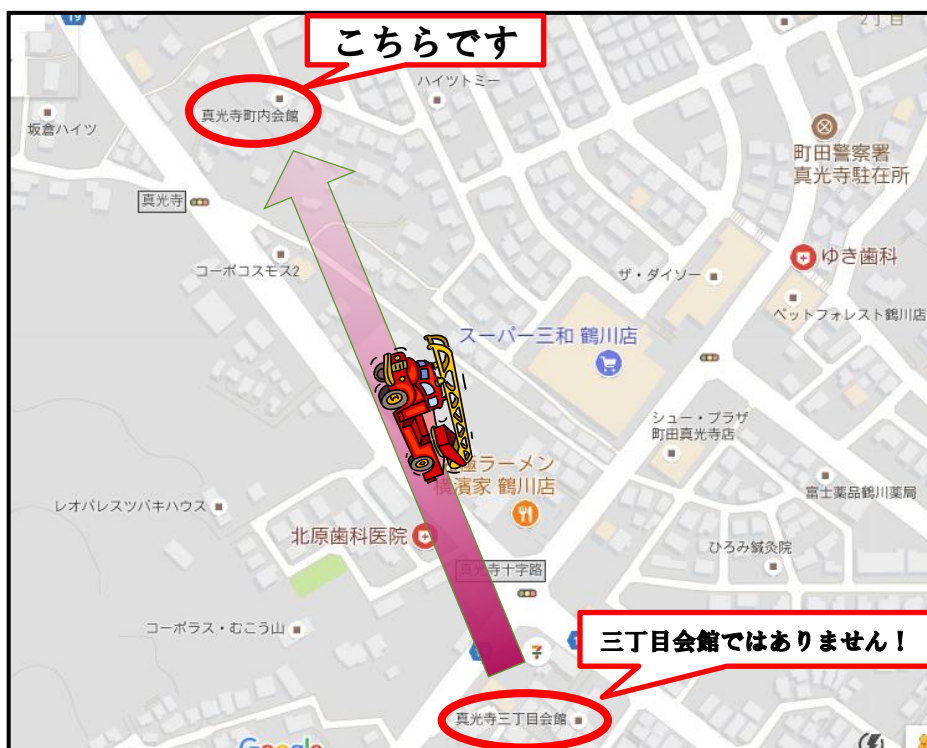 19
2丁目
こちらです
ハイツトミー
真光寺町内会館
坂倉ハイツ
町田警察署
真光寺駐在所
真光寺
コーポコスモス2
ゆき歯科
ザ・ダイソー
ペットフォレスト鶴川店
スーパー三和 鶴川店
シュー・プラザ
町田真光寺店
ラーメン
横濱家 鶴川店
富士薬品鶴川薬局
レオパレスツバキハウス
北原歯科医院
ひろみ鍼灸院
真光寺十字路
コーポラス・むこう山
三丁目会館ではありません!
真光寺三丁目会館
Google